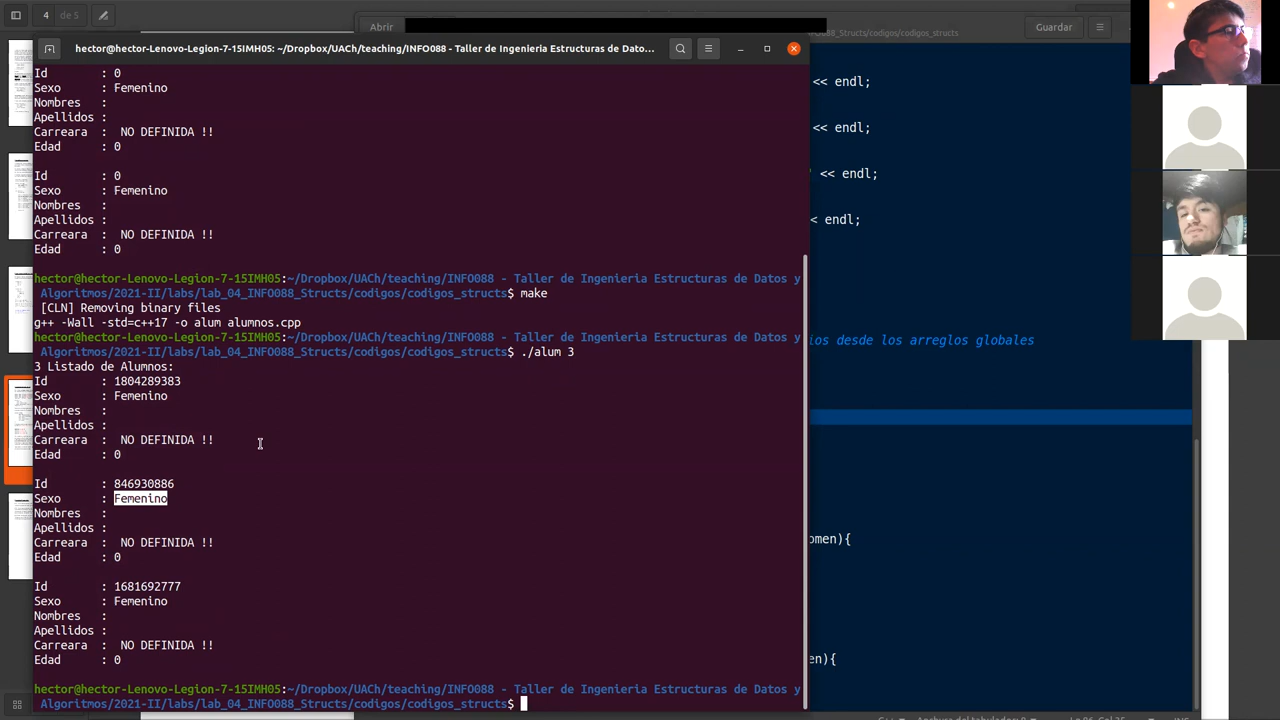 4 de 5
Abrir
Guardar
D88_Structs/codigos/codigos_structs
hector@hector-Lenovo-Legion-7-15IMH05: ~/Dropbox/UACh/teaching/INFO088 - Taller de Ingenieria Estructuras de Dato...
Id : 0
Sexo : Femenino
Nombres :
Apellidos :
Carreara : NO DEFINIDA !!
Edad : 0
Id : 0
Sexo : Femenino
Nombres :
Apellidos :
Carreara : NO DEFINIDA !!
Edad : 0
hector@hector-Lenovo-Legion-7-15IMH05:~/Dropbox/UACh/teaching/INFO088 - Taller de Ingenieria Estructuras de Datos y
Algoritmos/2021-II/labs/lab_04_INFO088_Structs/codigos/codigos_structs$ make
[CLN] Removing binary files
g++ -Wall -std=c++17 -o alum alumnos.cpp
hector@hector-Lenovo-Legion-7-15IMH05:~/Dropbox/UACh/teaching/INFO088 - Taller de Ingenieria Estructuras de Datos y
Algoritmos/2021-II/labs/lab_04_INFO088_Structs/codigos/codigos_structs$ ./alum 3
3 Listado de Alumnos:
Id : 1804289383
Sexo : Femenino
Nombres :
Apellidos :
Carreara : NO DEFINIDA !!
Edad : 0
Id : 846930886
Sexo : Femenino
Nombres :
Apellidos :
Carreara : NO DEFINIDA !!
Edad : 0
Id : 1681692777
Sexo : Femenino
Nombres :
Apellidos :
Carreara : NO DEFINIDA !!
Edad : 0
hector@hector-Lenovo-Legion-7-15IMH05:~/Dropbox/UACh/teaching/INFO088 - Taller de Ingenieria Estructuras de Datos y
Algoritmos/2021-II/labs/lab_04_INFO088_Structs/codigos/codigos_structs$
<< endl;
<< endl;
<< endl;
< endl;
ios desde los arreglos globales
omen){
en){